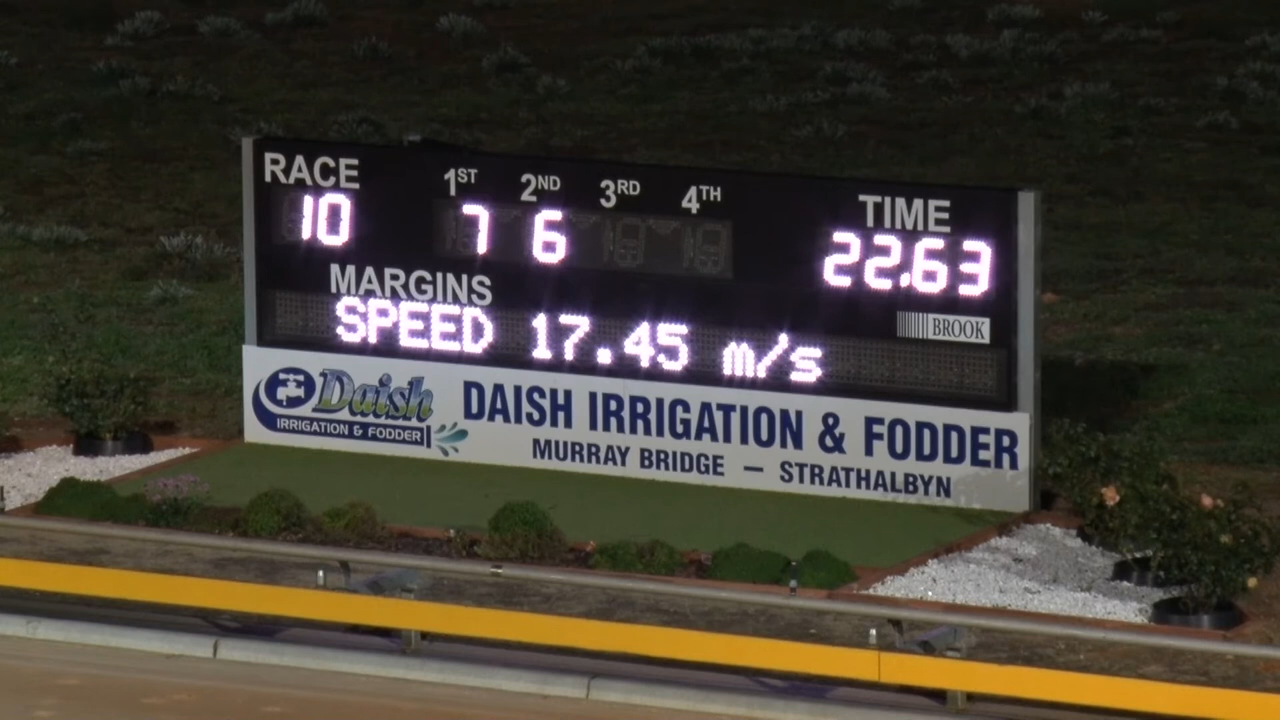 RACE 1ST 2ND 3RD 4TH TIME
10 7 6 22.63
MARGINS
SPEED 17.45 m/s
BROOK
Daish
IRRIGATION & FODDER
DAISH IRRIGATION & FODDER
MURRAY BRIDGE — STRATHALBYN